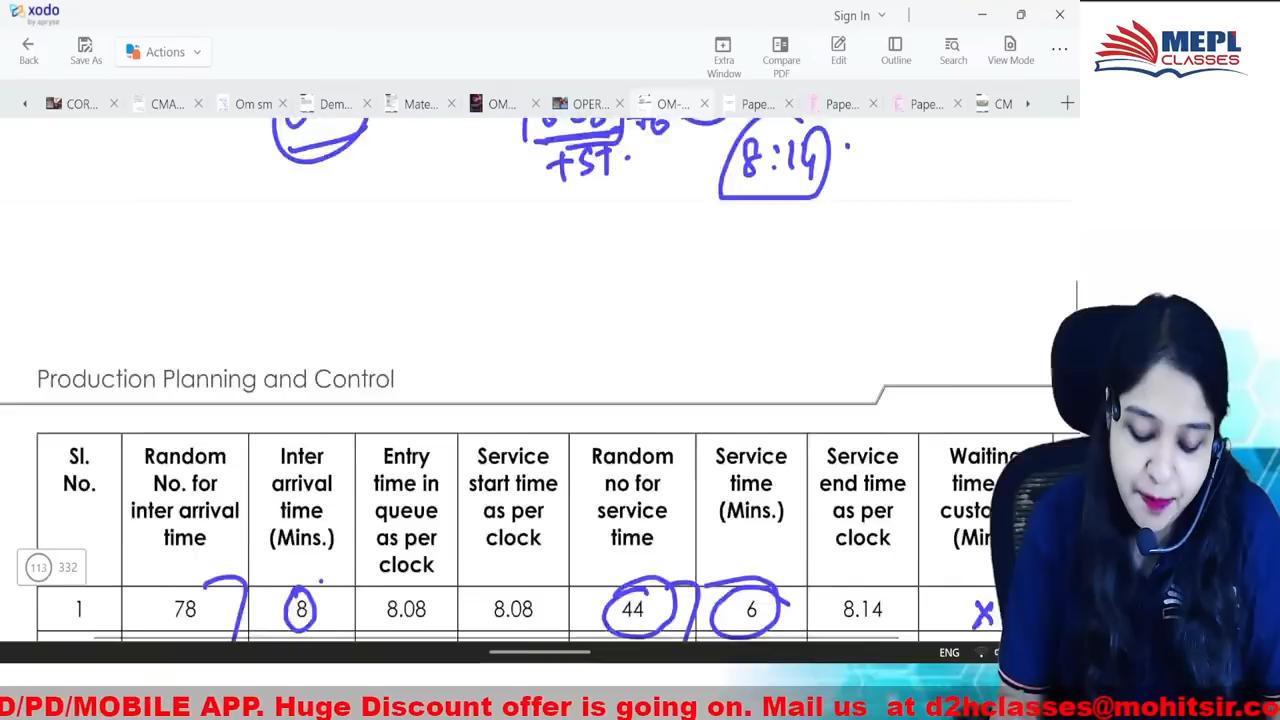 xodo
by apryse
Sign In
Back
Save As
Actions
Extra Window
Compare PDF
Edit
Outline
Search
View Mode
MEPL
CLASSES
COR...
CMA...
Om sm
Dem...
Mate...
OM...
OPER...
OM-...
Pape...
Pape...
Pape...
CM
8:14
Production Planning and Control
Sl. No.
Random No. for inter arrival time
Inter arrival time (Mins.)
Entry time in queue as per clock
Service start time as per clock
Random no for service time
Service time (Mins.)
Service end time as per clock
Waiting time
113 332
1 78 8 8.08 8.08 44 6 8.14 x
ENG
D/PD/MOBILE APP. Huge Discount offer is going on. Mail us at d2hclasses@mohitsir.co